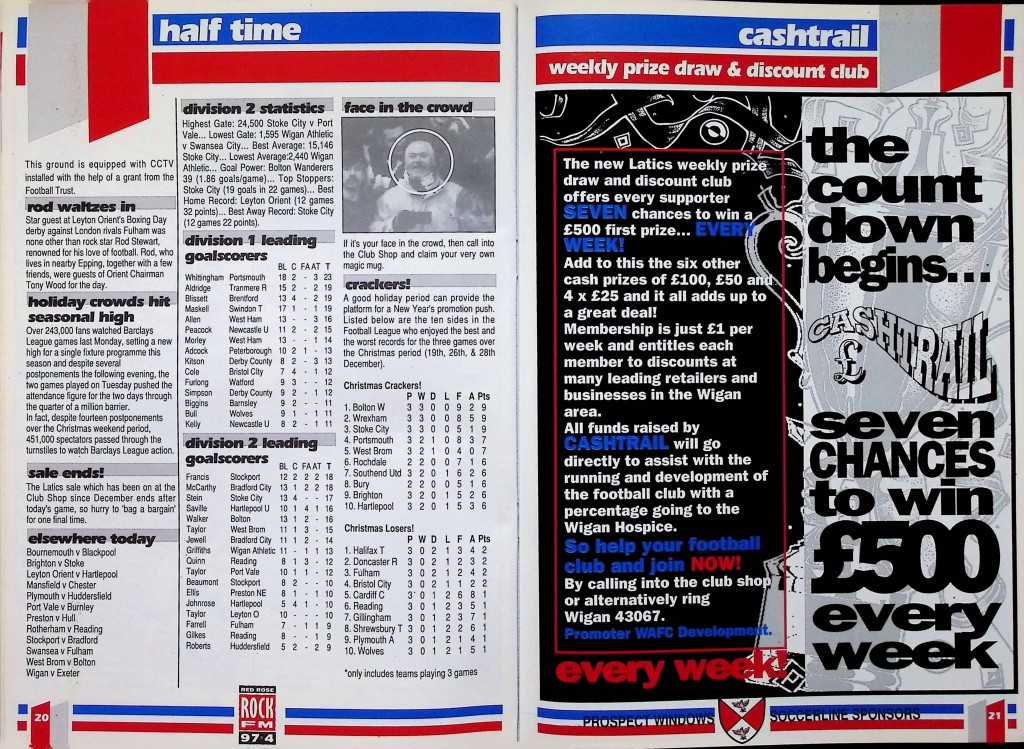 half time
This ground is equipped with CCTV
installed with the help of a grant from the
Football Trust.
rod waltzes in
Star guest at Leyton Orient's Boxing Day
derby against London rivals Fulham was
none other than rock star Rod Stewart,
renowned for his love of football. Rod, who
lives in nearby Epping, together with a few
friends, were guests of Orient Chairman
Tony Wood for the day.
holiday crowds hit
seasonal high
Over 243,000 fans watched Barclays
League games last Monday, setting a new
high for a single fixture programme this
season and despite several
postponements the following evening, the
two games played on Tuesday pushed the
attendance figure for the two days through
the quarter of a million barrier.
In fact, despite fourteen postponements
over the Christmas weekend period,
451,000 spectators passed through the
turnstiles to watch Barclays League action.
sale ends!
The Latics sale which has been on at the
Club Shop since December ends after
today's game, so hurry to 'bag a bargain'
for one final time.
elsewhere today
Bournemouth v Blackpool
Brighton v Stoke
Leyton Orient v Hartlepool
Mansfield v Chester
Plymouth v Huddersfield
Port Vale v Burnley
Preston v Hull
Rotherham v Reading
Stockport v Bradford
Swansea v Fulham
West Brom v Bolton
Wigan v Exeter
division 2 statistics
Highest Gate: 24,500 Stoke City v Port
Vale... Lowest Gate: 1,595 Wigan Athletic
v Swansea City... Best Average: 15,146
Stoke City... Lowest Average:2,440 Wigan
Athletic... Goal Power: Bolton Wanderers
39 (1.86 goals/game)... Top Stoppers:
Stoke City (19 goals in 22 games)... Best
Home Record: Leyton Orient (12 games
32 points)... Best Away Record: Stoke City
(12 games 22 points).
division 1 leading
goalscorers
BL C FA AT T
Whittingham Portsmouth 18 2 - 3 23
Aldridge Tranmere R 15 2 - 2 19
Blissett Brentford 13 4 - 2 19
Maskell Swindon T 17 1 - 1 19
Allen West Ham 13 - - 3 16
Peacock Newcastle U 11 2 - 2 15
Morley West Ham 13 - - 1 14
Adcock Peterborough 10 2 1 - 13
Kitson Derby County 8 2 - 3 13
Cole Bristol City 7 4 - 1 12
Furlong Watford 9 3 - - 12
Simpson Derby County 9 2 - 1 12
Biggins Barnsley 9 2 - - 11
Bull Wolves 9 1 - 1 11
Kelly Newcastle U 8 2 - 1 11
division 2 leading
goalscorers
BL C FA AT T
Francis Stockport 12 2 2 2 18
McCarthy Bradford City 13 1 2 2 18
Stein Stoke City 13 4 - - 17
Saville Hartlepool U 10 1 4 1 16
Walker Bolton 13 1 2 - 16
Taylor West Brom 11 1 3 - 15
Jewell Bradford City 11 1 2 - 14
Griffiths Wigan Athletic 11 - 1 1 13
Quinn Reading 8 1 3 - 12
Taylor Port Vale 10 1 1 - 12
Beaumont Stockport 8 2 - - 10
Ellis Preston NE 8 1 - 1 10
Johnrose Hartlepool 5 4 1 - 10
Taylor Leyton O 10 - - - 10
Farrell Fulham 7 - 1 1 9
Gilkes Reading 8 - - 1 9
Roberts Huddersfield 5 2 - 2 9
face in the crowd
If it's your face in the crowd, then call into
the Club Shop and claim your very own
magic mug.
crackers!
A good holiday period can provide the
platform for a New Year's promotion push.
Listed below are the ten sides in the
Football League who enjoyed the best and
the worst records for the three games over
the Christmas period (19th, 26th, & 28th
December).
Christmas Crackers!
P W D L F A Pts
1. Bolton W 3 3 0 0 9 2 9
2. Wrexham 3 3 0 0 8 5 9
3. Stoke City 3 3 0 0 5 1 9
4. Portsmouth 3 2 1 0 8 3 7
5. West Brom 3 2 1 0 4 0 7
6. Rochdale 2 2 0 0 7 1 6
7. Southend Utd 3 2 0 1 6 2 6
8. Bury 2 2 0 0 5 1 6
9. Brighton 3 2 0 1 5 2 6
10. Hartlepool 3 2 0 1 5 3 6
Christmas Losers!
P W D L F A Pts
1. Halifax T 3 0 2 1 3 4 2
2. Doncaster R 3 0 2 1 2 3 2
3. Fulham 3 0 2 1 2 4 2
4. Bristol City 3 0 2 1 1 2 2
5. Cardiff C 3 0 1 2 6 8 1
6. Reading 3 0 1 2 3 5 1
7. Gillingham 3 0 1 2 3 7 1
8. Shrewsbury T 3 0 1 2 2 6 1
9. Plymouth A 3 0 1 2 1 4 1
10. Wolves 3 0 1 2 1 5 1
*only includes teams playing 3 games
20
RED ROSE
ROCK
FM
97•4
cashtrail
weekly prize draw & discount club
The new Latics weekly prize
draw and discount club
offers every supporter
SEVEN chances to win a
£500 first prize... EVERY
WEEK!
Add to this the six other
cash prizes of £100, £50 and
4 x £25 and it all adds up to
a great deal!
Membership is just £1 per
week and entitles each
member to discounts at
many leading retailers and
businesses in the Wigan
area.
All funds raised by
CASHTRAIL will go
directly to assist with the
running and development of
the football club with a
percentage going to the
Wigan Hospice.
So help your football
club and join NOW!
By calling into the club shop
or alternatively ring
Wigan 43067.
Promoter WAFC Development.
every week!
the
count
down
begins...
CASHTRAIL
£
seven
CHANCES
to win
£500
every
week
PROSPECT WINDOWS SOCCERLINE SPONSORS
21